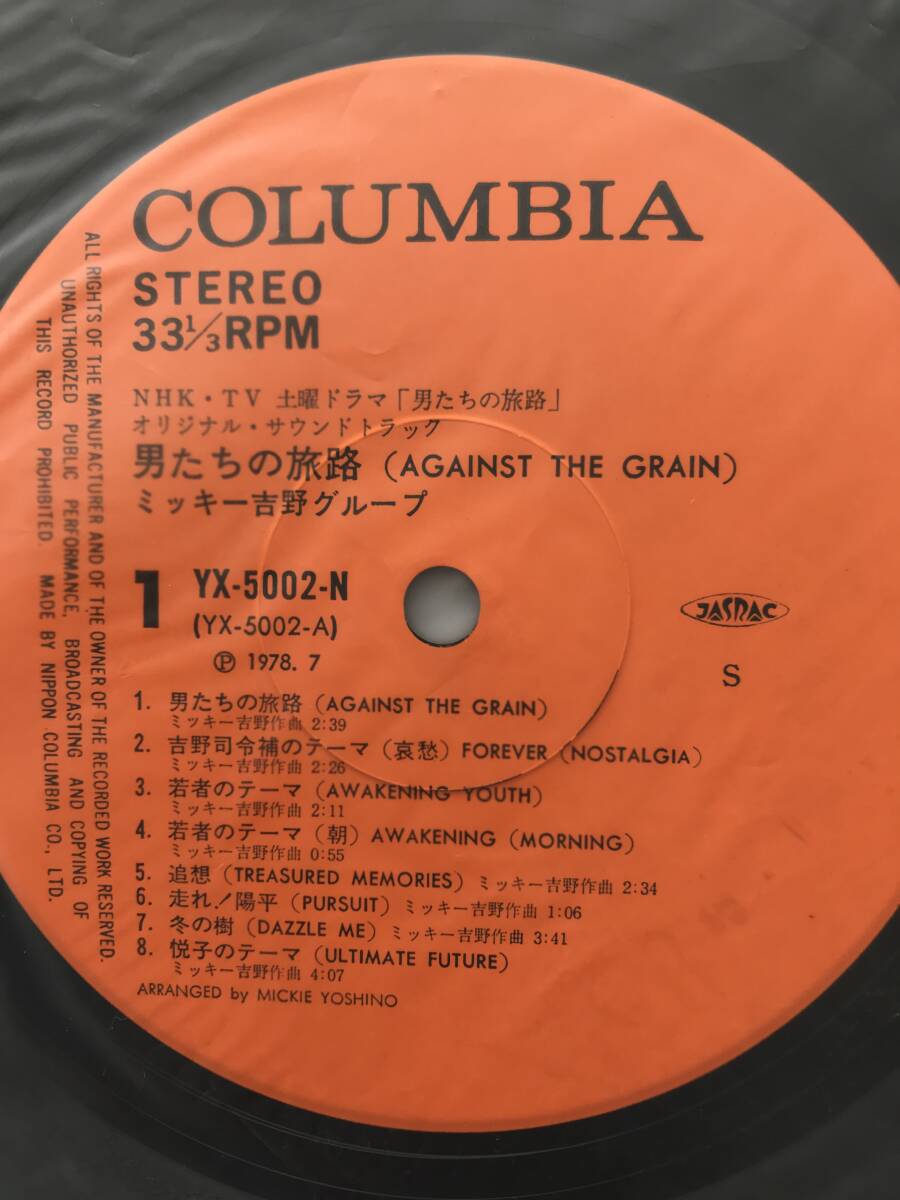 COLUMBIA
STEREO
33⅓RPM
NHK・TV 土曜ドラマ「男たちの旅路」
オリジナル・サウンドトラック
男たちの旅路 (AGAINST THE GRAIN)
ミッキー吉野グループ
1 YX-5002-N
(YX-5002-A)
Ⓟ 1978. 7
JASRAC
S
1. 男たちの旅路 (AGAINST THE GRAIN)
ミッキー吉野作曲 2:39
2. 吉野司令補のテーマ (哀愁) FOREVER (NOSTALGIA)
ミッキー吉野作曲 2:26
3. 若者のテーマ (AWAKENING YOUTH)
ミッキー吉野作曲 2:11
4. 若者のテーマ (朝) AWAKENING (MORNING)
ミッキー吉野作曲 0:55
5. 追想 (TREASURED MEMORIES) ミッキー吉野作曲 2:34
6. 走れ!陽平 (PURSUIT) ミッキー吉野作曲 1:06
7. 冬の樹 (DAZZLE ME) ミッキー吉野作曲 3:41
8. 悦子のテーマ (ULTIMATE FUTURE)
ミッキー吉野作曲 4:07
ARRANGED by MICKIE YOSHINO
ALL RIGHTS OF THE MANUFACTURER AND OF THE OWNER OF THE RECORDED WORK RESERVED.
UNAUTHORIZED PUBLIC PERFORMANCE, BROADCASTING AND COPYING OF
THIS RECORD PROHIBITED. MADE BY NIPPON COLUMBIA CO., LTD.